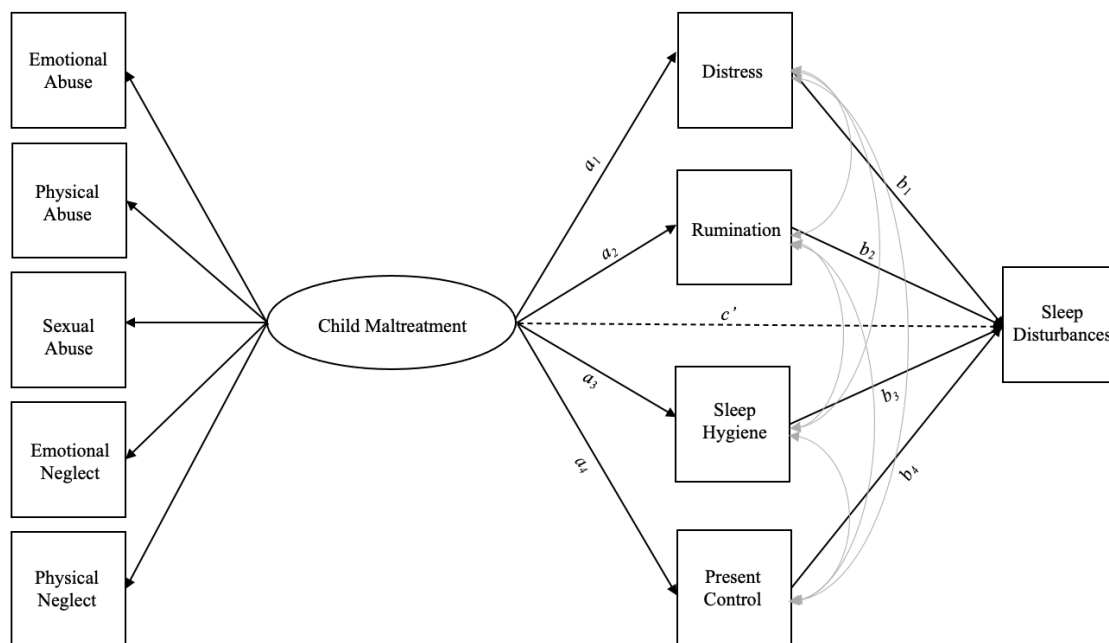 Emotional
Abuse
Physical
Abuse
Sexual
Abuse
Emotional
Neglect
Physical
Neglect
Child Maltreatment
a1
a2
c’
a3
a4
Distress
Rumination
Sleep
Hygiene
Present
Control
b1
b2
b3
b4
Sleep
Disturbances